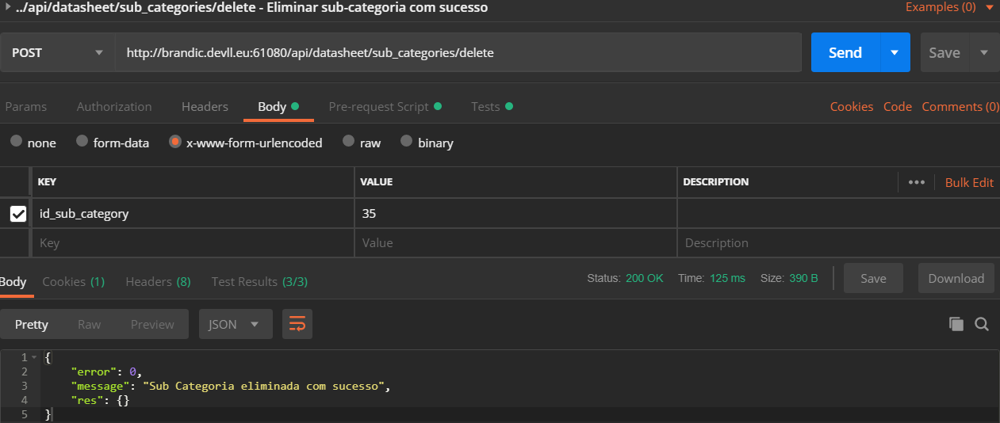 ../api/datasheet/sub_categories/delete - Eliminar sub-categoria com sucesso Examples (0)
POST http://brandic.devll.eu:61080/api/datasheet/sub_categories/delete Send Save
Params Authorization Headers Body Pre-request Script Tests Cookies Code Comments (0)
none form-data x-www-form-urlencoded raw binary
KEY VALUE DESCRIPTION ••• Bulk Edit
id_sub_category 35
Key Value Description
Body Cookies (1) Headers (8) Test Results (3/3) Status: 200 OK Time: 125 ms Size: 390 B Save Download
Pretty Raw Preview JSON
1 {
2 "error": 0,
3 "message": "Sub Categoria eliminada com sucesso",
4 "res": {}
5 }